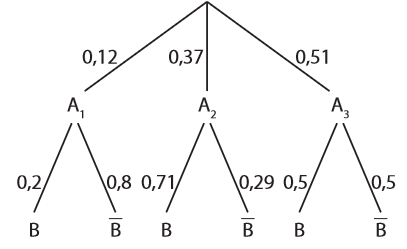 0,12 0,37 0,51
A₁ A₂ A₃
0,2 0,8 0,71 0,29 0,5 0,5
B B̅ B B̅ B B̅